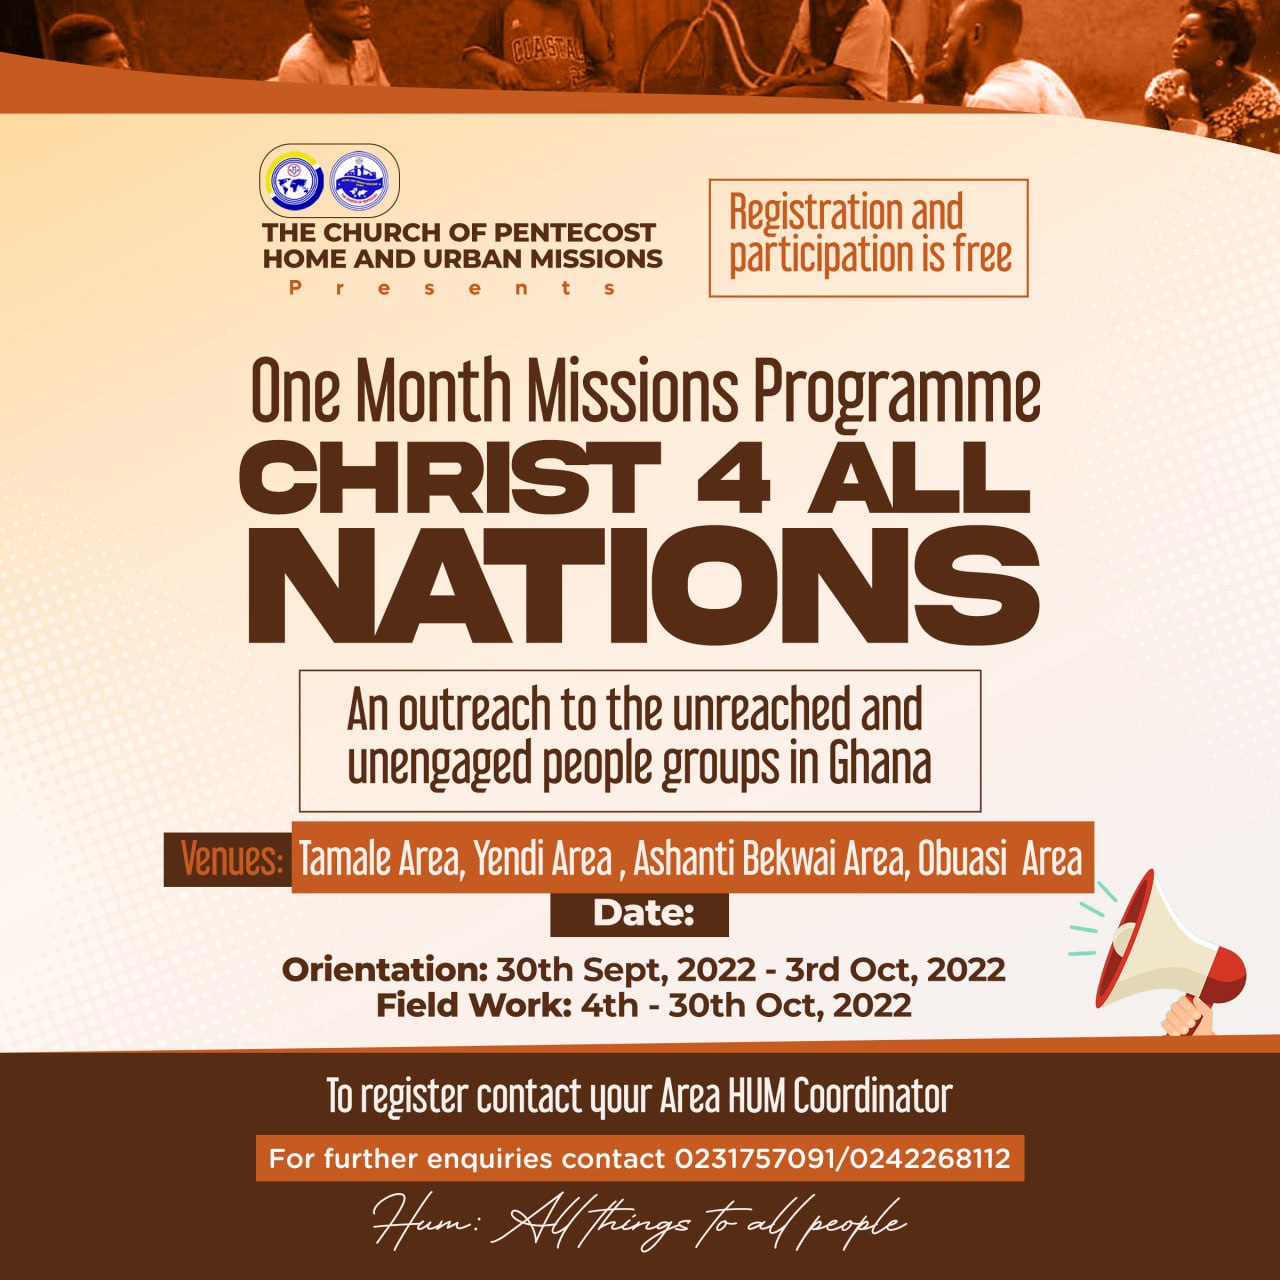 COASTAL
THE CHURCH OF PENTECOST
HOME AND URBAN MISSIONS
Presents
Registration and
participation is free
One Month Missions Programme
CHRIST 4 ALL
NATIONS
An outreach to the unreached and
unengaged people groups in Ghana
Venues: Tamale Area, Yendi Area , Ashanti Bekwai Area, Obuasi Area
Date:
Orientation: 30th Sept, 2022 - 3rd Oct, 2022
Field Work: 4th - 30th Oct, 2022
To register contact your Area HUM Coordinator
For further enquiries contact 0231757091/0242268112
Hum: All things to all people